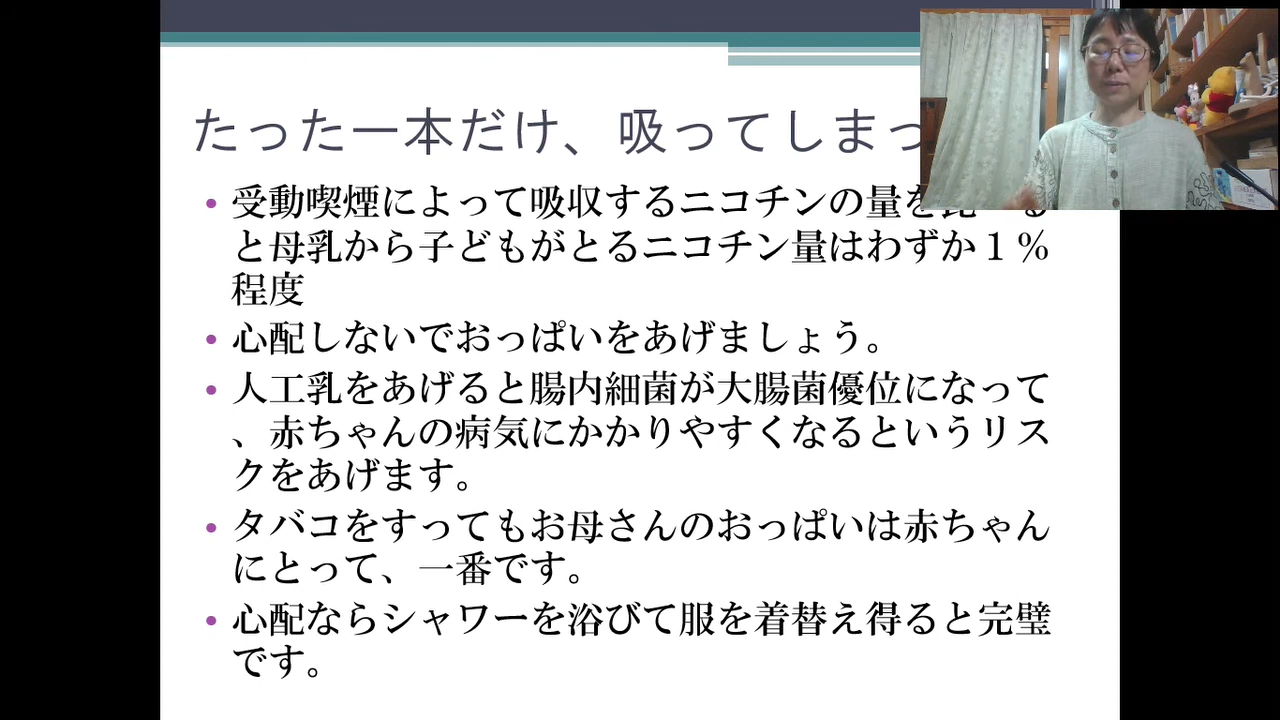 たった一本だけ、吸ってしまっ
受動喫煙によって吸収するニコチンの量を比べる
と母乳から子どもがとるニコチン量はわずか１％
程度
心配しないでおっぱいをあげましょう。
人工乳をあげると腸内細菌が大腸菌優位になって
、赤ちゃんの病気にかかりやすくなるというリス
クをあげます。
タバコをすってもお母さんのおっぱいは赤ちゃん
にとって、一番です。
心配ならシャワーを浴びて服を着替え得ると完璧
です。